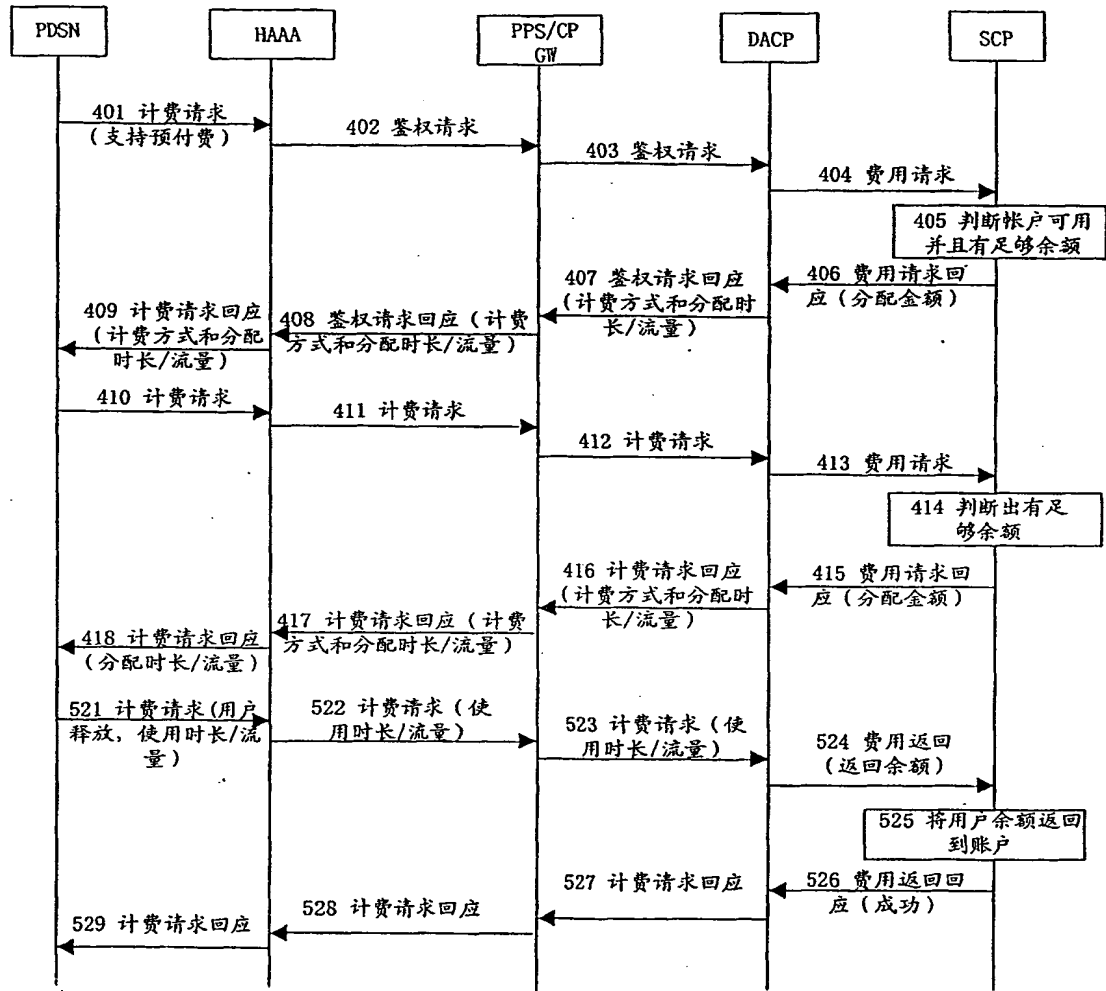 PDSN
HAAA
PPS/CP
GW
DACP
SCP
401 计费请求
（支持预付费）
402 鉴权请求
403 鉴权请求
404 费用请求
405 判断帐户可用
并且有足够余额
406 费用请求回
应（分配金额）
407 鉴权请求回应
（计费方式和分配时
长/流量）
408 鉴权请求回应（计费
方式和分配时长/流量）
409 计费请求回应
（计费方式和分配
时长/流量）
410 计费请求
411 计费请求
412 计费请求
413 费用请求
414 判断出有足
够余额
415 费用请求回
应（分配金额）
416 计费请求回应
（计费方式和分配时
长/流量）
417 计费请求回应（计费
方式和分配时长/流量）
418 计费请求回应
（分配时长/流量）
521 计费请求(用户
释放，使用时长/流
量）
522 计费请求（使
用时长/流量）
523 计费请求（使
用时长/流量）
524 费用返回
（返回余额）
525 将用户余额返回
到账户
526 费用返回回
应（成功）
527 计费请求回应
528 计费请求回应
529 计费请求回应